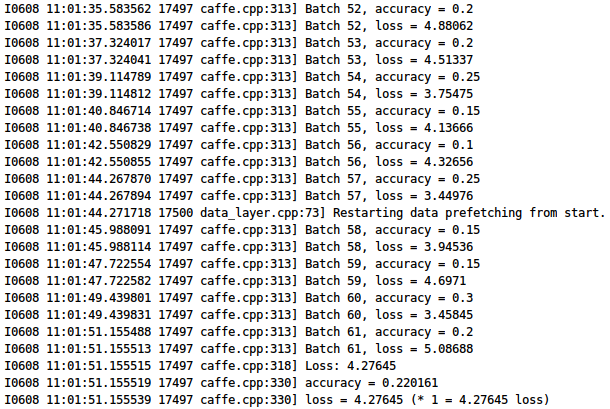 I0608 11:01:35.583562 17497 caffe.cpp:313] Batch 52, accuracy = 0.2
I0608 11:01:35.583586 17497 caffe.cpp:313] Batch 52, loss = 4.88062
I0608 11:01:37.324017 17497 caffe.cpp:313] Batch 53, accuracy = 0.2
I0608 11:01:37.324041 17497 caffe.cpp:313] Batch 53, loss = 4.51337
I0608 11:01:39.114789 17497 caffe.cpp:313] Batch 54, accuracy = 0.25
I0608 11:01:39.114812 17497 caffe.cpp:313] Batch 54, loss = 3.75475
I0608 11:01:40.846714 17497 caffe.cpp:313] Batch 55, accuracy = 0.15
I0608 11:01:40.846738 17497 caffe.cpp:313] Batch 55, loss = 4.13666
I0608 11:01:42.550829 17497 caffe.cpp:313] Batch 56, accuracy = 0.1
I0608 11:01:42.550855 17497 caffe.cpp:313] Batch 56, loss = 4.32656
I0608 11:01:44.267870 17497 caffe.cpp:313] Batch 57, accuracy = 0.25
I0608 11:01:44.267894 17497 caffe.cpp:313] Batch 57, loss = 3.44976
I0608 11:01:44.271718 17500 data_layer.cpp:73] Restarting data prefetching from start.
I0608 11:01:45.988091 17497 caffe.cpp:313] Batch 58, accuracy = 0.15
I0608 11:01:45.988114 17497 caffe.cpp:313] Batch 58, loss = 3.94536
I0608 11:01:47.722554 17497 caffe.cpp:313] Batch 59, accuracy = 0.15
I0608 11:01:47.722582 17497 caffe.cpp:313] Batch 59, loss = 4.6971
I0608 11:01:49.439801 17497 caffe.cpp:313] Batch 60, accuracy = 0.3
I0608 11:01:49.439831 17497 caffe.cpp:313] Batch 60, loss = 3.45845
I0608 11:01:51.155488 17497 caffe.cpp:313] Batch 61, accuracy = 0.2
I0608 11:01:51.155513 17497 caffe.cpp:313] Batch 61, loss = 5.08688
I0608 11:01:51.155515 17497 caffe.cpp:318] Loss: 4.27645
I0608 11:01:51.155519 17497 caffe.cpp:330] accuracy = 0.220161
I0608 11:01:51.155539 17497 caffe.cpp:330] loss = 4.27645 (* 1 = 4.27645 loss)